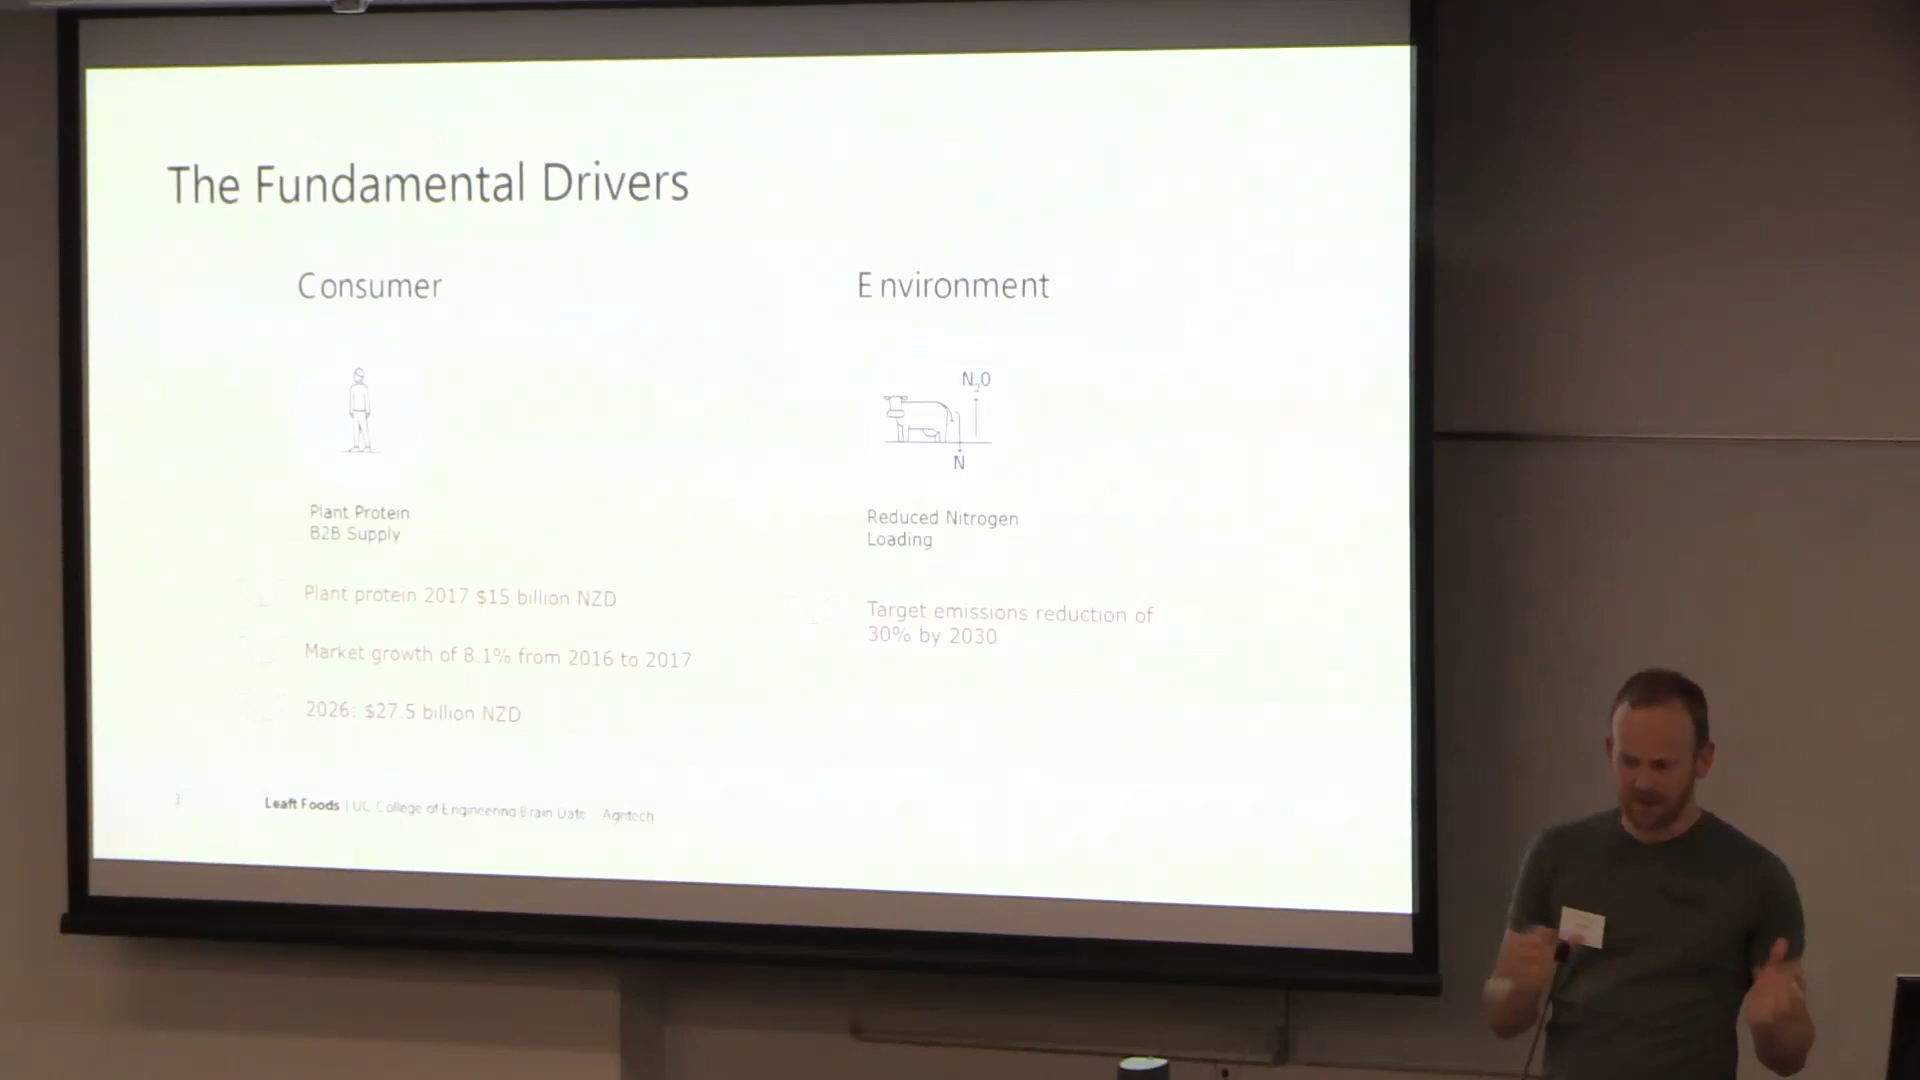 The Fundamental Drivers
Consumer
Plant Protein
B2B Supply
Plant protein 2017 $15 billion NZD
Market growth of 8.1% from 2016 to 2017
2026: $27.5 billion NZD
Environment
N₂O
N
Reduced Nitrogen
Loading
Target emissions reduction of
30% by 2030
Leaft Foods | UC College of Engineering Brain Date Agritech